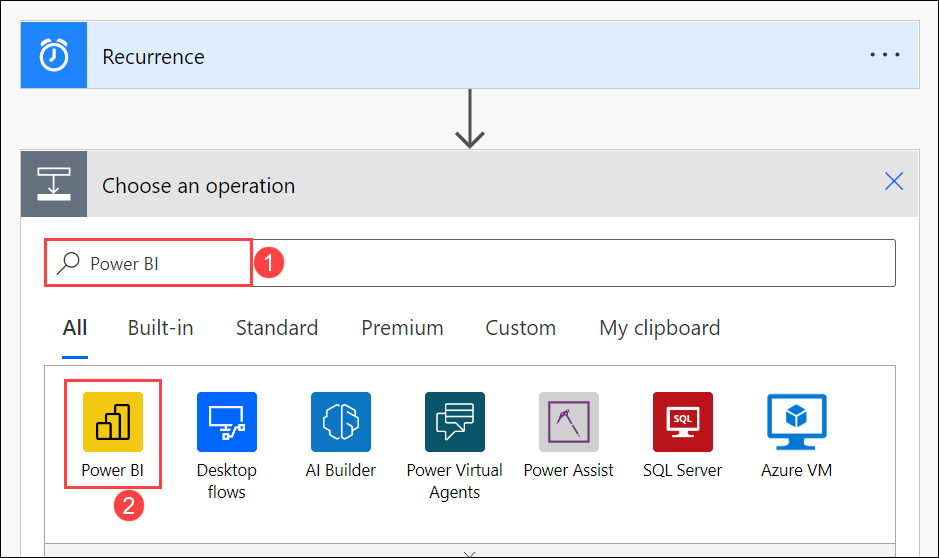 Recurrence
Choose an operation
Power BI
1
All Built-in Standard Premium Custom My clipboard
SQL
Power BI Desktop flows AI Builder Power Virtual Agents Power Assist SQL Server Azure VM
2